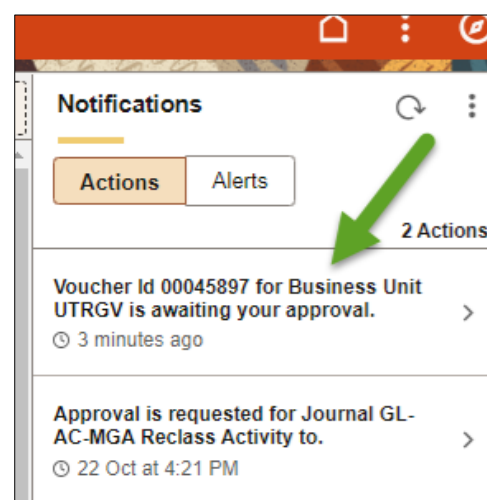 Notifications
Actions
Alerts
2 Actions
Voucher Id 00045897 for Business Unit
UTRGV is awaiting your approval.
3 minutes ago
Approval is requested for Journal GL-
AC-MGA Reclass Activity to.
22 Oct at 4:21 PM